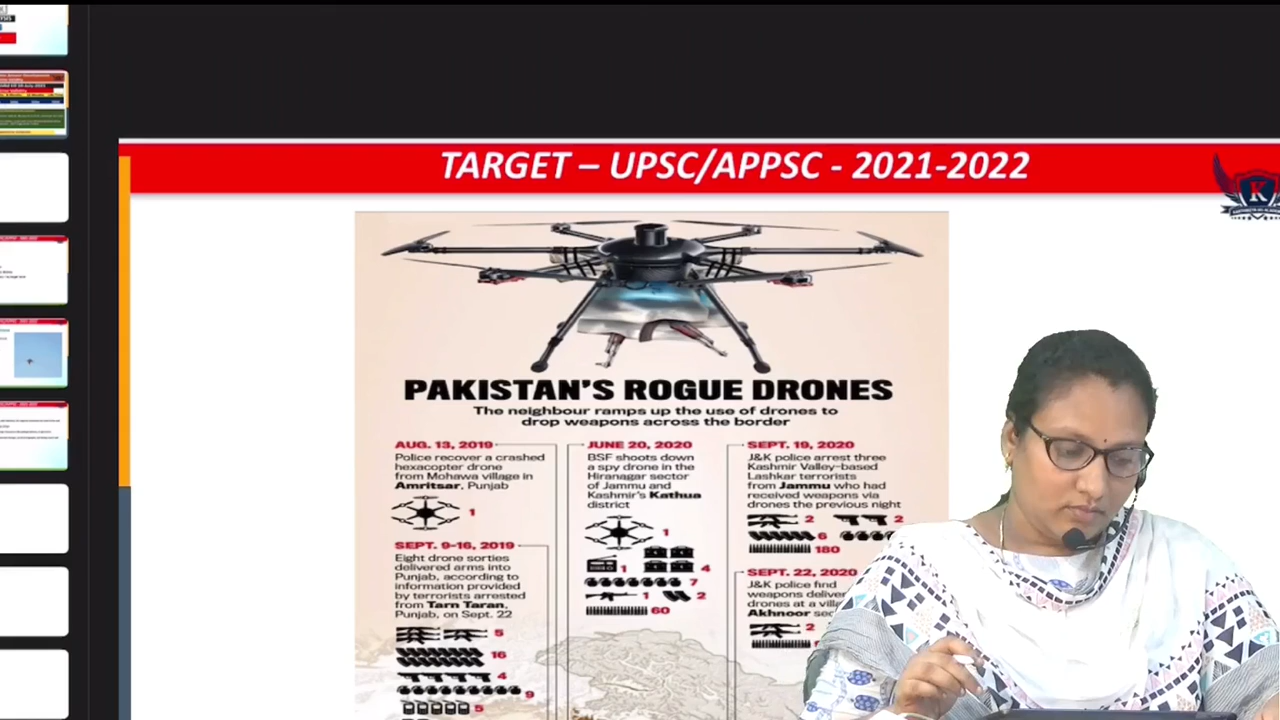 TARGET – UPSC/APPSC - 2021-2022
K
PAKISTAN'S ROGUE DRONES
The neighbour ramps up the use of drones to
drop weapons across the border
AUG. 13, 2019
Police recover a crashed
hexacopter drone
from Mohawa village in
Amritsar, Punjab
1
SEPT. 9-16, 2019
Eight drone sorties
delivered arms into
Punjab, according to
information provided
by terrorists arrested
from Tarn Taran,
Punjab, on Sept. 22
5
16
4
9
5
JUNE 20, 2020
BSF shoots down
a spy drone in the
Hiranagar sector
of Jammu and
Kashmir's Kathua
district
1
1 4
7
1 2
60
SEPT. 19, 2020
J&K police arrest three
Kashmir Valley-based
Lashkar terrorists
from Jammu who had
received weapons via
drones the previous night
2 2
6
180
SEPT. 22, 2020
J&K police find
weapons
drones at a
Akhnoor
2